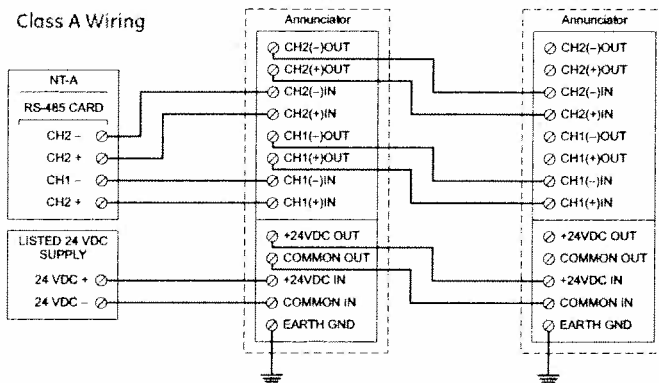 Class A Wiring
NT-A
RS-485 CARD
CH2 –
CH2 +
CH1 –
CH2 +
LISTED 24 VDC
SUPPLY
24 VDC +
24 VDC –
Annunciator
CH2(–)OUT
CH2(+)OUT
CH2(–)IN
CH2(+)IN
CH1(–)OUT
CH1(+)OUT
CH1(–)IN
CH1(+)IN
+24VDC OUT
COMMON OUT
+24VDC IN
COMMON IN
EARTH GND
Annunciator
CH2(–)OUT
CH2(+)OUT
CH2(–)IN
CH2(+)IN
CH1(–)OUT
CH1(+)OUT
CH1(–)IN
CH1(+)IN
+24VDC OUT
COMMON OUT
+24VDC IN
COMMON IN
EARTH GND